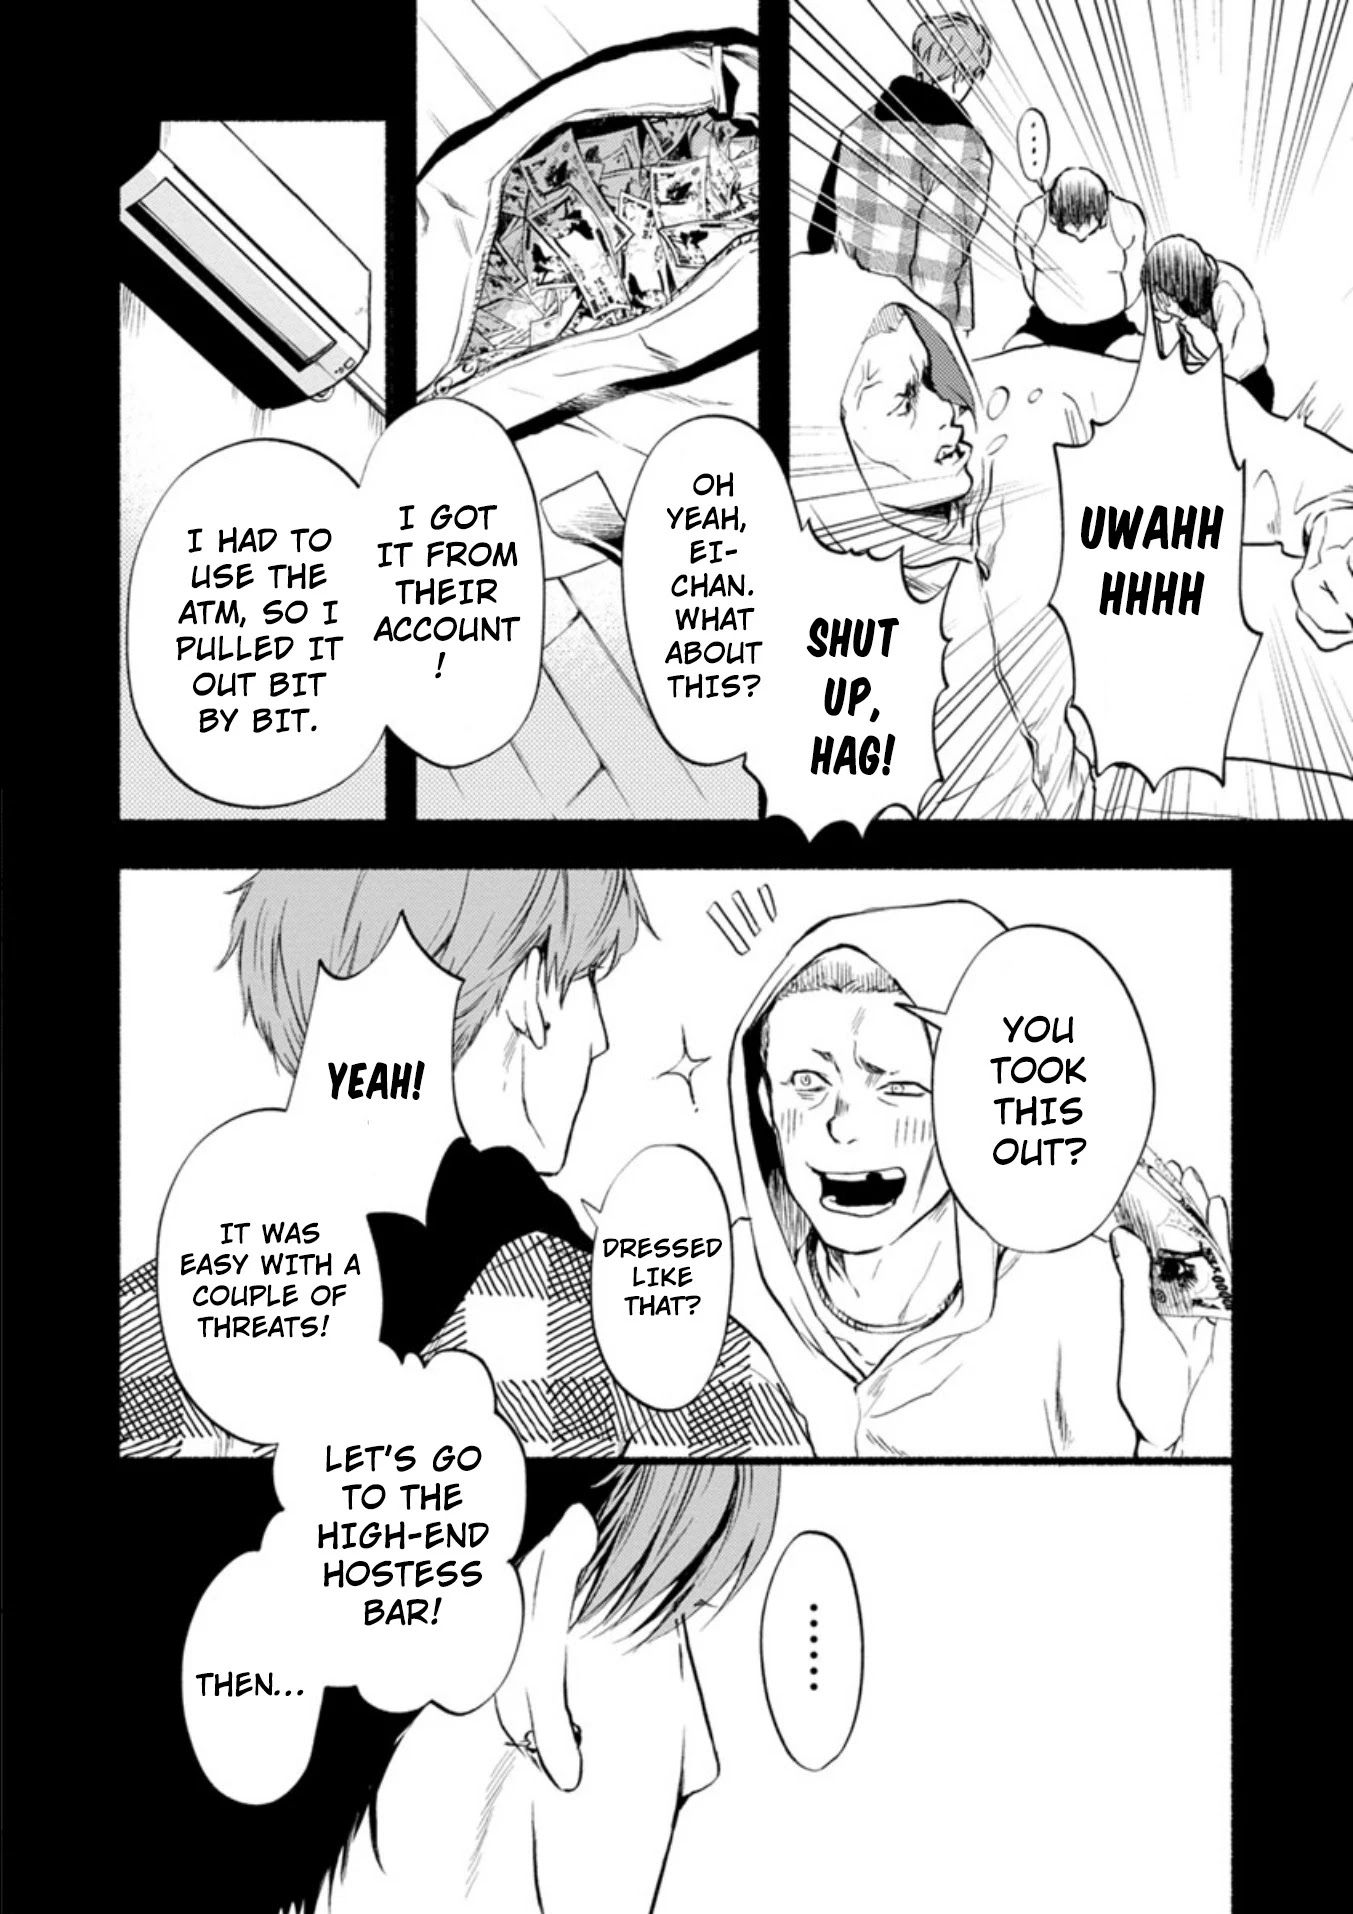 ....
UWAHH
HHHH
SHUT
UP,
HAG!
OH
YEAH,
EI-
CHAN.
WHAT
ABOUT
THIS?
I GOT
IT FROM
THEIR
ACCOUNT
!
I HAD TO
USE THE
ATM, SO I
PULLED IT
OUT BIT
BY BIT.
YOU
TOOK
THIS
OUT?
DRESSED
LIKE
THAT?
YEAH!
IT WAS
EASY WITH A
COUPLE OF
THREATS!
LET'S GO
TO THE
HIGH-END
HOSTESS
BAR!
THEN...
......